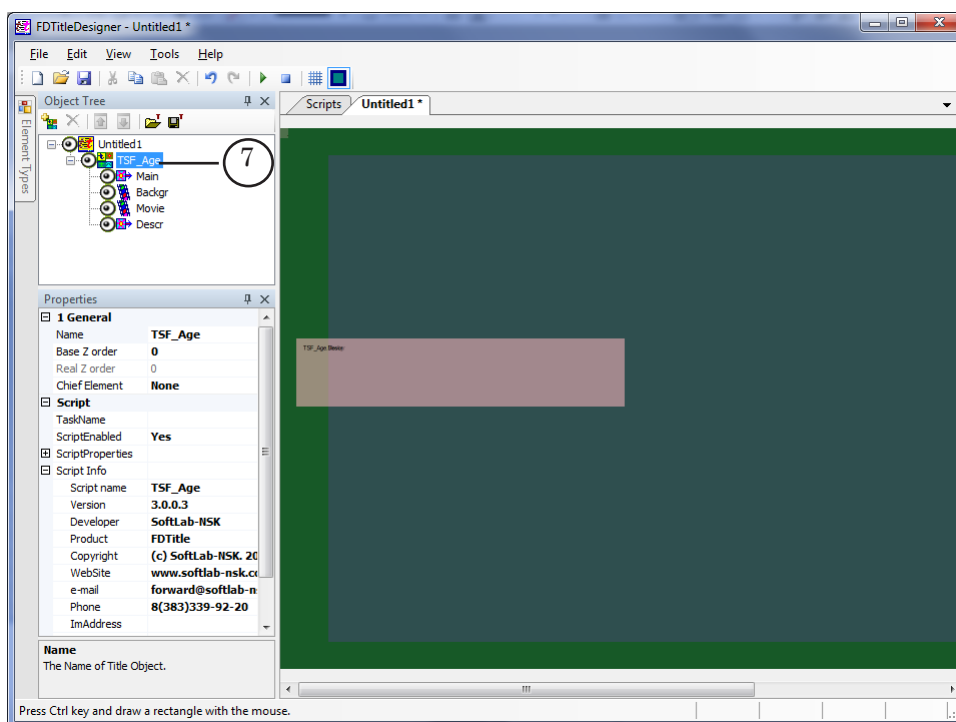 FDTitleDesigner - Untitled1 *
File Edit View Tools Help
Element Types
Object Tree
Untitled1
TSF_Age
Main
Backgr
Movie
Descr
7
Properties
1 General
Name TSF_Age
Base Z order 0
Real Z order 0
Chief Element None
Script
TaskName
ScriptEnabled Yes
ScriptProperties
Script Info
Script name TSF_Age
Version 3.0.0.3
Developer SoftLab-NSK
Product FDTitle
Copyright (c) SoftLab-NSK. 20
WebSite www.softlab-nsk.co
e-mail forward@softlab-n
Phone 8(383)339-92-20
ImAddress
Name
The Name of Title Object.
Scripts Untitled1 *
Press Ctrl key and draw a rectangle with the mouse.